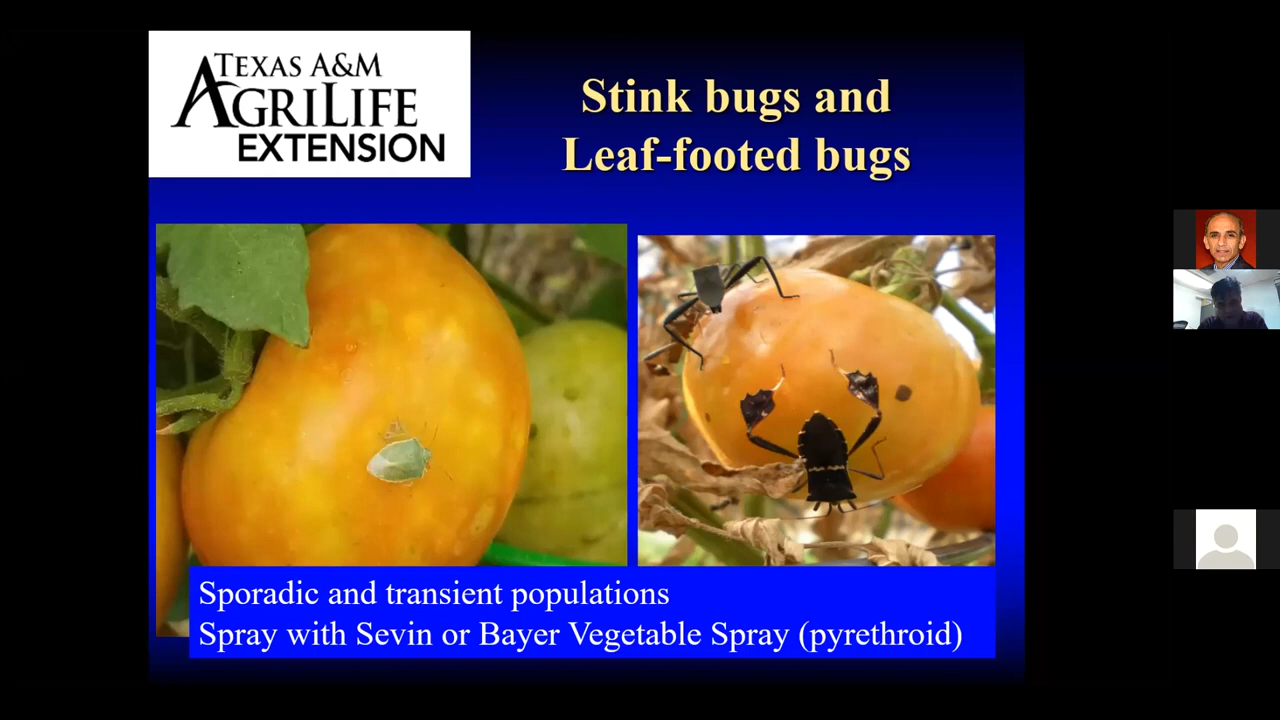 TEXAS A&M
AGRILIFE
EXTENSION
Stink bugs and
Leaf-footed bugs
Sporadic and transient populations
Spray with Sevin or Bayer Vegetable Spray (pyrethroid)